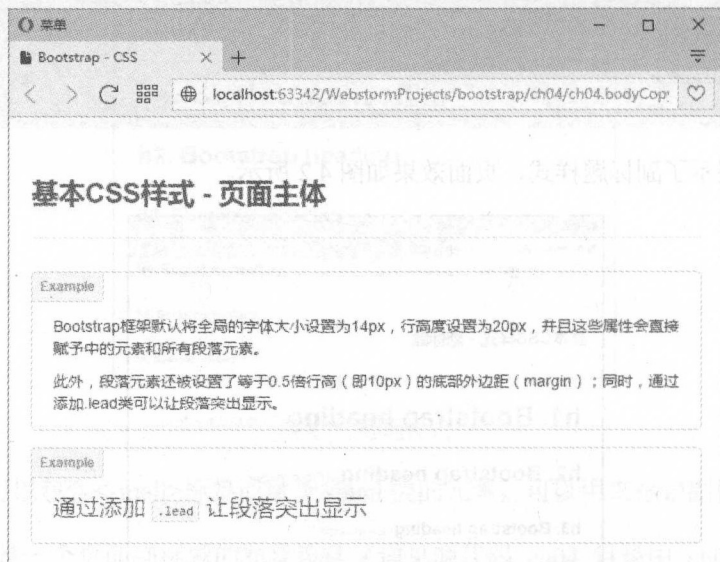 菜单
Bootstrap - CSS
localhost:63342/WebstormProjects/bootstrap/ch04/ch04.bodyCop
基本CSS样式 - 页面主体
Example
Bootstrap框架默认将全局的字体大小设置为14px，行高度设置为20px，并且这些属性会直接
赋予中的元素和所有段落元素。
此外，段落元素还被设置了等于0.5倍行高（即10px）的底部外边距（margin）；同时，通过
添加.lead类可以让段落突出显示。
Example
通过添加 .lead 让段落突出显示